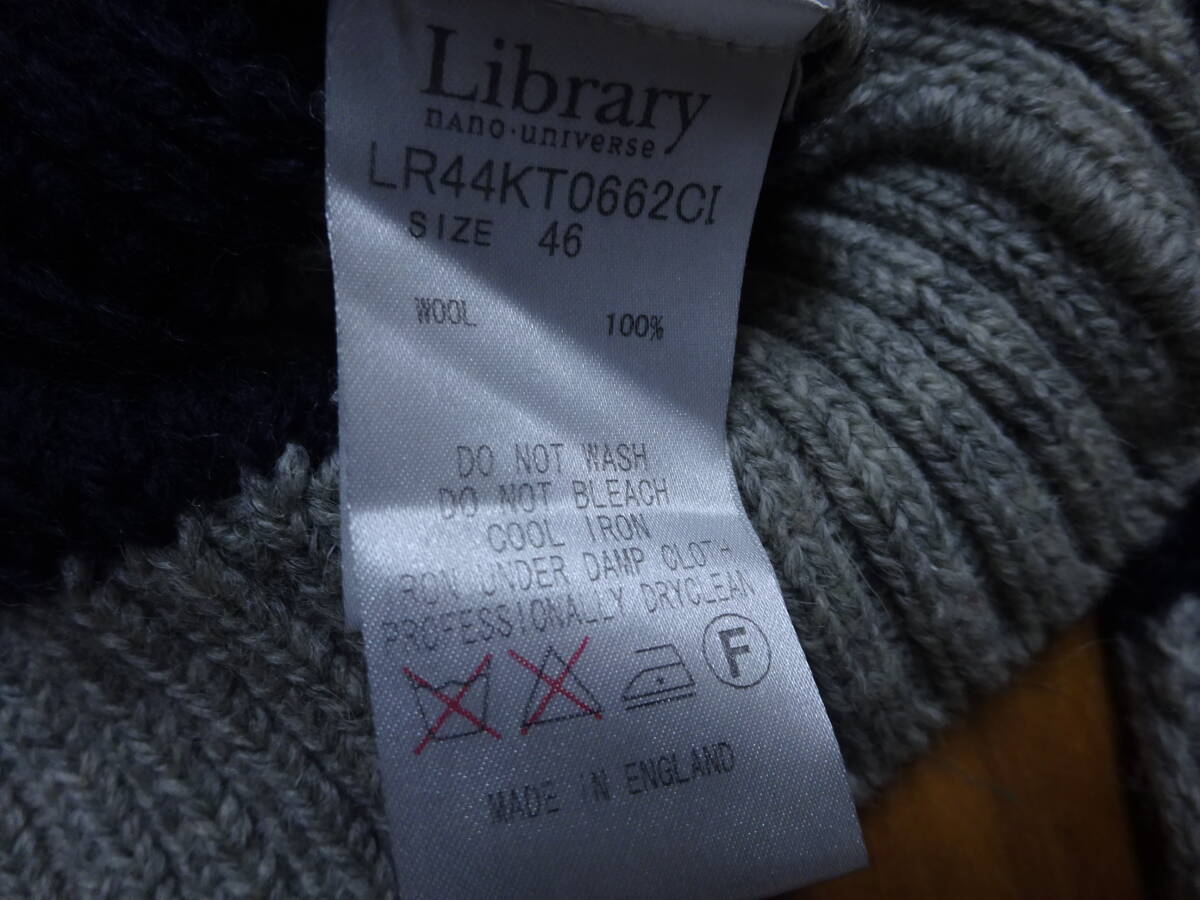 Library
nano·universe
LR44KT0662CI
SIZE 46
WOOL 100%
DO NOT WASH
DO NOT BLEACH
COOL IRON
RON UNDER DAMP CLOTH
PROFESSIONALLY DRYCLEAN
F
MADE IN ENGLAND